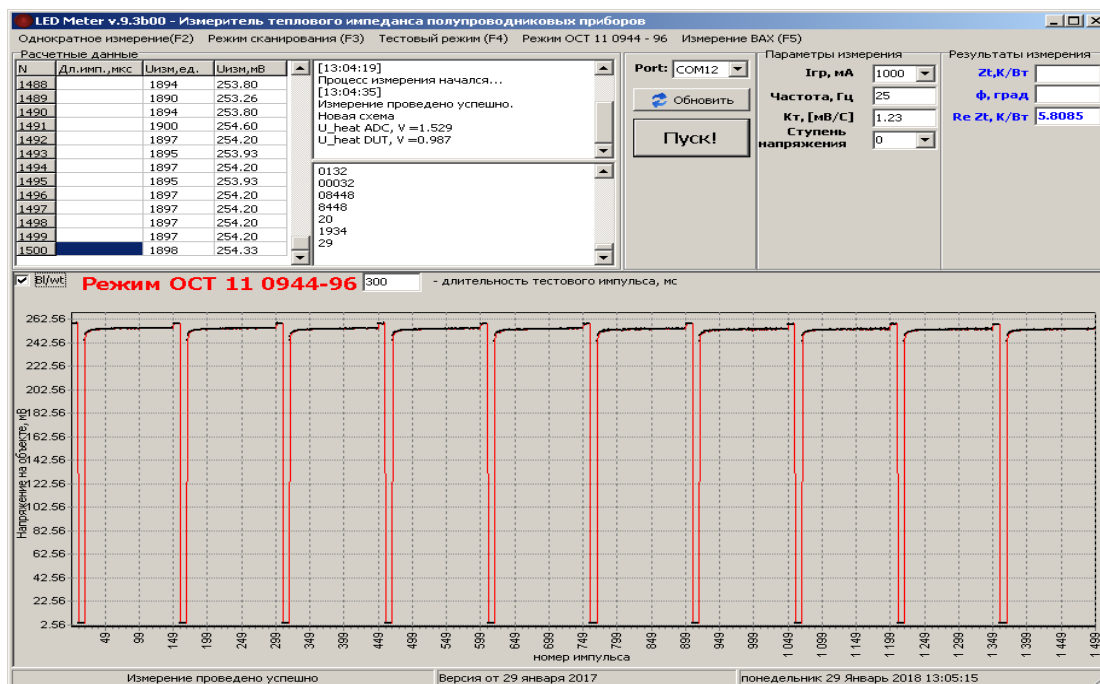 LED Meter v.9.3b00 - Измеритель теплового импеданса полупроводниковых приборов
Однократное измерение(F2) Режим сканирования (F3) Тестовый режим (F4) Режим ОСТ 11 0944 - 96 Измерение ВАХ (F5)
Расчетные данные
N Дл.имп.,мкс Uизм,ед. Uизм,мВ
1488 1894 253.80
1489 1890 253.26
1490 1894 253.80
1491 1900 254.60
1492 1897 254.20
1493 1895 253.93
1494 1897 254.20
1495 1895 253.93
1496 1897 254.20
1497 1897 254.20
1498 1897 254.20
1499 1897 254.20
1500 1898 254.33
[13:04:19]
Процесс измерения начался...
[13:04:35]
Измерение проведено успешно.
Новая схема
U_heat ADC, V =1.529
U_heat DUT, V =0.987
0132
00032
08448
8448
20
1934
29
Port: COM12
Обновить
Пуск!
Параметры измерения
Iгр, мА 1000
Частота, Гц 25
Кт, [мВ/С] 1.23
Ступень напряжения 0
Результаты измерения
Zt,К/Вт
ф, град
Re Zt, К/Вт 5.8085
Bl/wt
Режим ОСТ 11 0944-96 300 - длительность тестового импульса, мс
Напряжение на объекте, мВ
262.56
242.56
222.56
202.56
182.56
162.56
142.56
122.56
102.56
82.56
62.56
42.56
22.56
2.56
49 99 149 199 249 299 349 399 449 499 549 599 649 699 749 799 849 899 949 999 1 049 1 099 1 149 1 199 1 249 1 299 1 349 1 399 1 449 1 499
номер импульса
Измерение проведено успешно
Версия от 29 января 2017
понедельник 29 Январь 2018 13:05:15